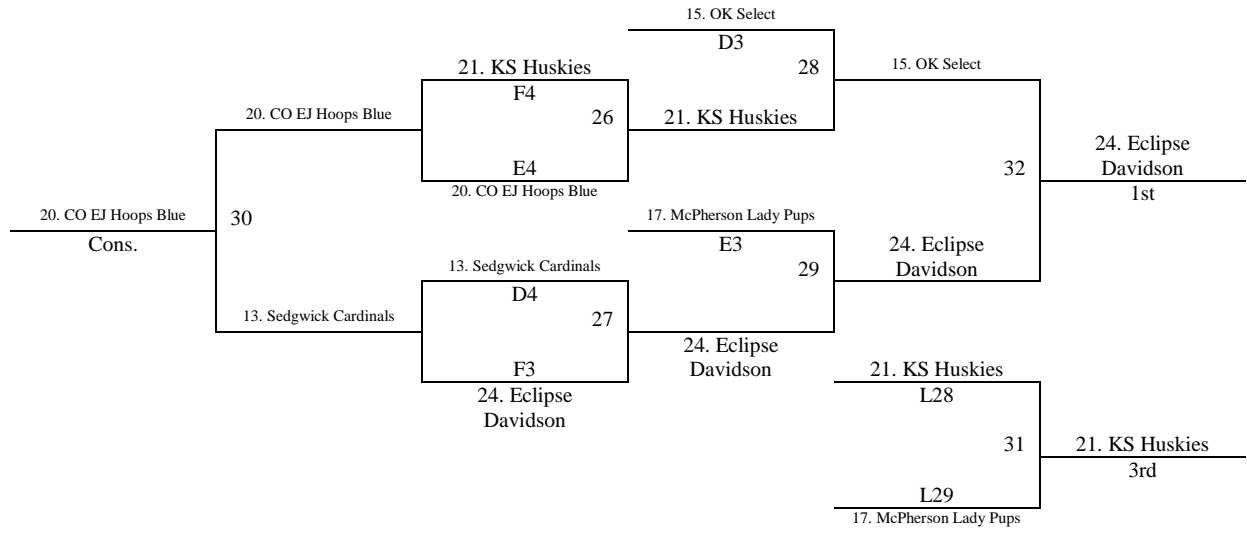 15. OK Select
D3
21. KS Huskies
28
15. OK Select
F4
20. CO EJ Hoops Blue
26
21. KS Huskies
24. Eclipse
Davidson
1st
E4
32
20. CO EJ Hoops Blue
20. CO EJ Hoops Blue
30
17. McPherson Lady Pups
Cons.
E3
24. Eclipse
Davidson
13. Sedgwick Cardinals
29
D4
13. Sedgwick Cardinals
27
24. Eclipse
Davidson
F3
21. KS Huskies
24. Eclipse
Davidson
L28
31
21. KS Huskies
3rd
L29
17. McPherson Lady Pups